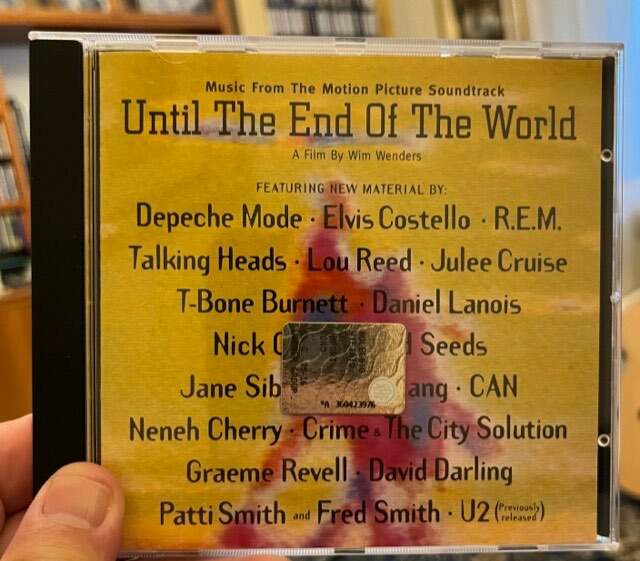 Music From The Motion Picture Soundtrack
Until The End Of The World
A Film By Wim Wenders
FEATURING NEW MATERIAL BY:
Depeche Mode · Elvis Costello · R.E.M.
Talking Heads · Lou Reed · Julee Cruise
T-Bone Burnett · Daniel Lanois
Nick Seeds
Jane · CAN
Neneh Cherry · Crime & The City Solution
Graeme Revell · David Darling
Patti Smith and Fred Smith · U2 (Previously released)